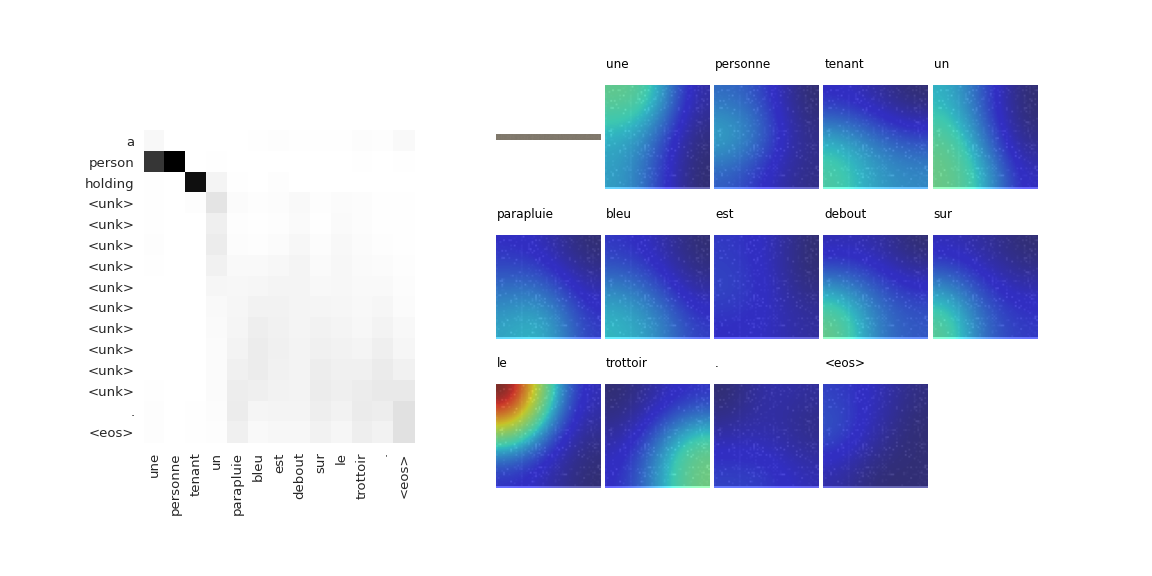 a
person
holding
<unk>
<unk>
<unk>
<unk>
<unk>
<unk>
<unk>
<unk>
<unk>
<unk>
.
<eos>
une
personne
tenant
un
parapluie
bleu
est
debout
sur
le
trottoir
.
<eos>
une personne tenant un
parapluie bleu est debout sur
le trottoir . <eos>